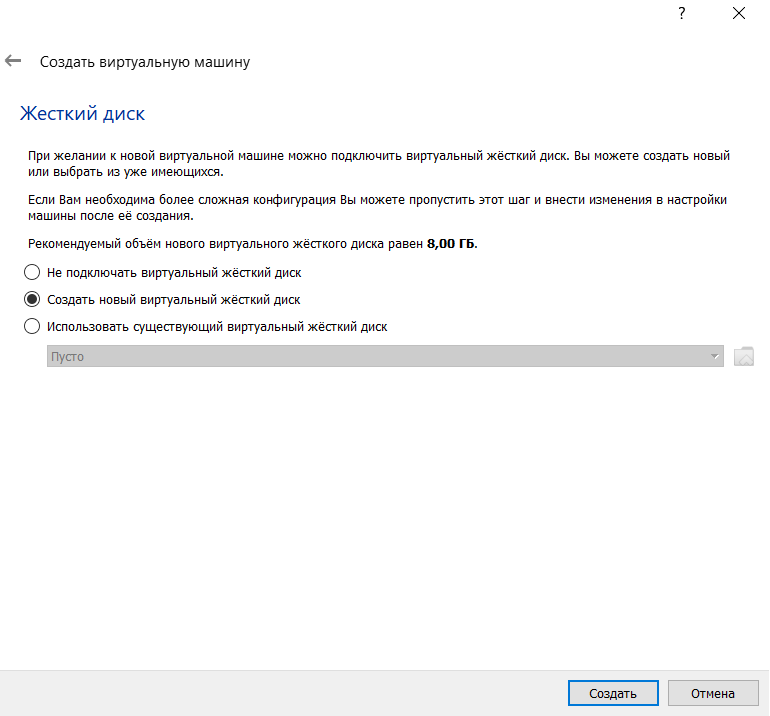 ?
Создать виртуальную машину
Жесткий диск
При желании к новой виртуальной машине можно подключить виртуальный жёсткий диск. Вы можете создать новый
или выбрать из уже имеющихся.
Если Вам необходима более сложная конфигурация Вы можете пропустить этот шаг и внести изменения в настройки
машины после её создания.
Рекомендуемый объём нового виртуального жёсткого диска равен 8,00 ГБ.
Не подключать виртуальный жёсткий диск
Создать новый виртуальный жёсткий диск
Использовать существующий виртуальный жёсткий диск
Пусто
Создать
Отмена